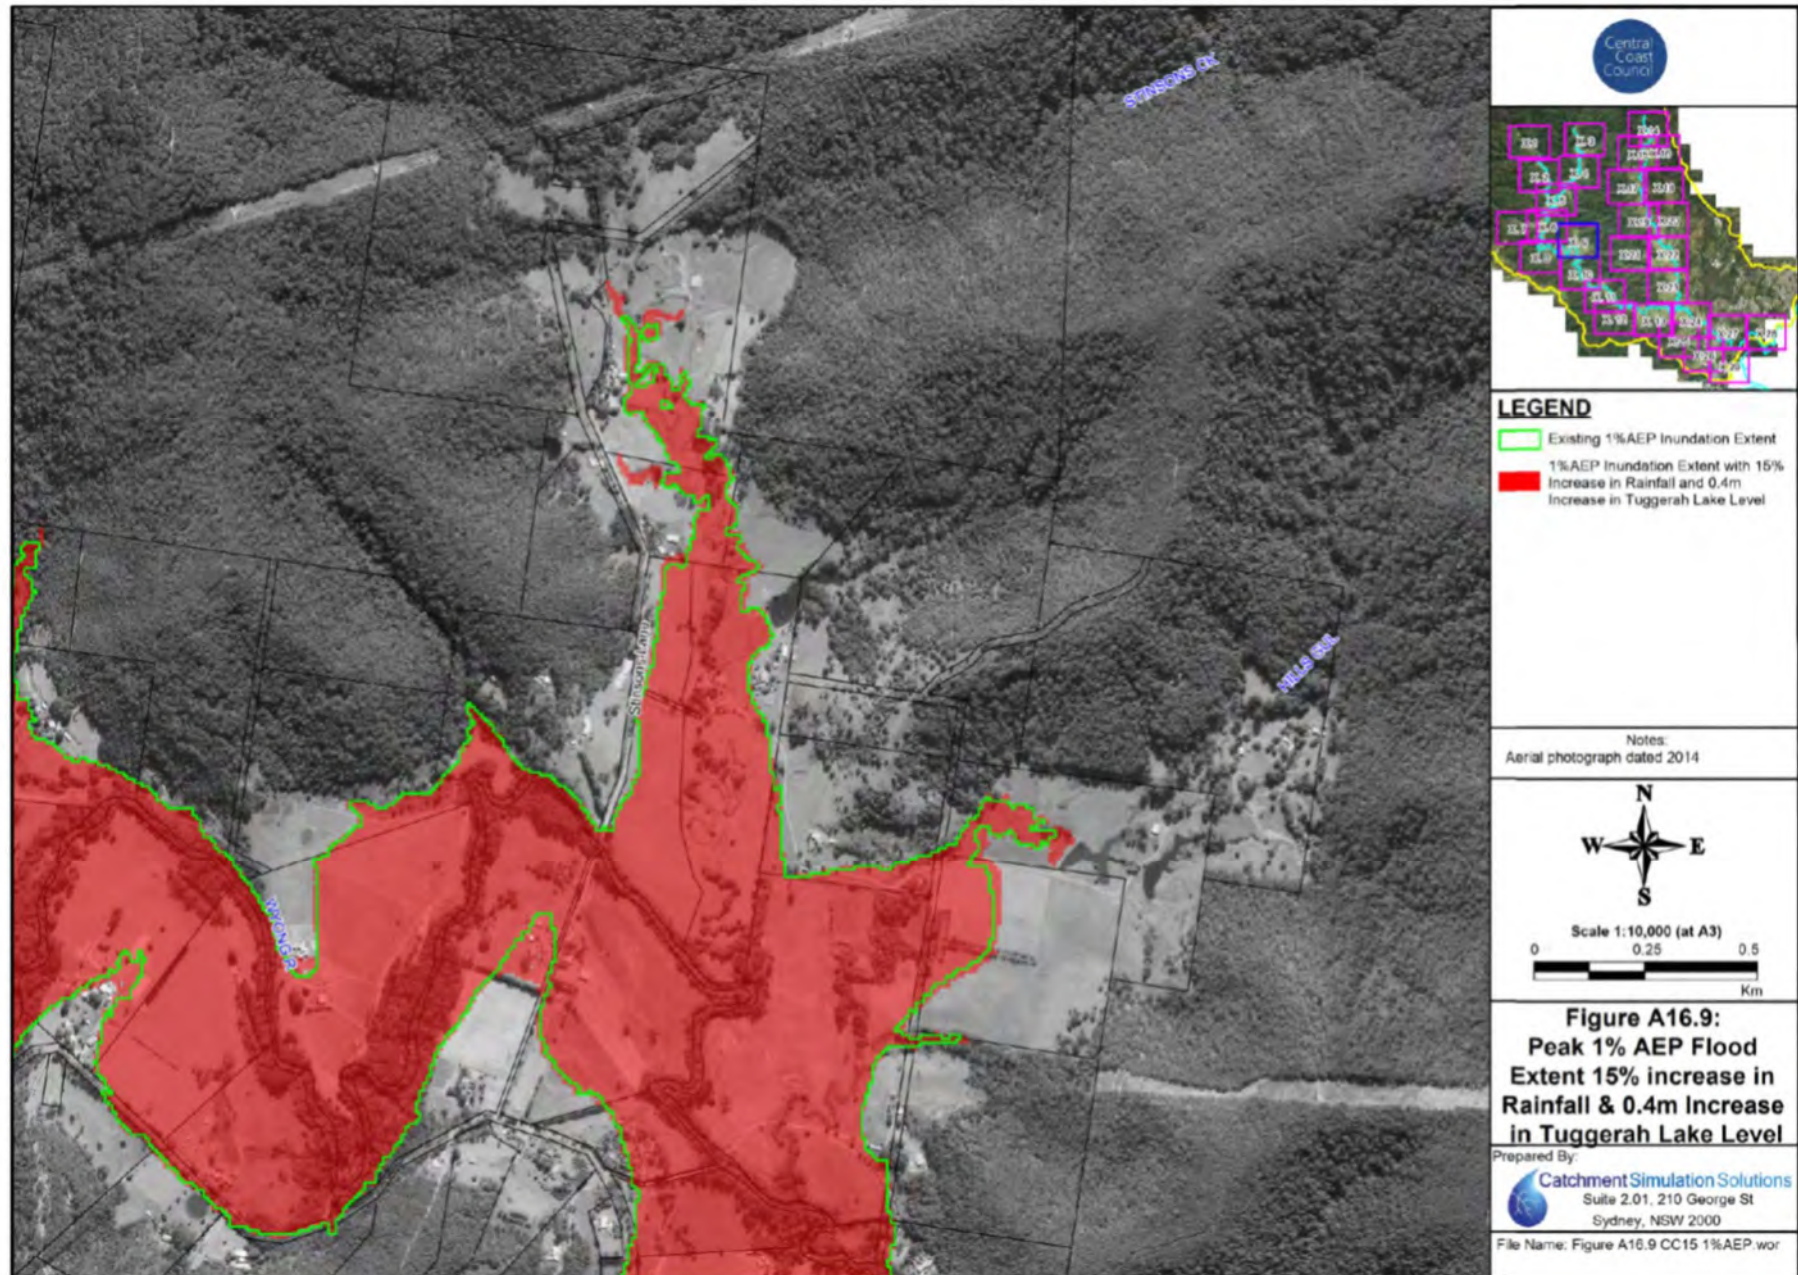 STINSONS CK
Stinson Lane
HILLS GUL
WYONG R
Central
Coast
Council
LEGEND
Existing 1%AEP Inundation Extent
1%AEP Inundation Extent with 15%
Increase in Rainfall and 0.4m
Increase in Tuggerah Lake Level
Notes:
Aerial photograph dated 2014
N
W E
S
Scale 1:10,000 (at A3)
0 0.25 0.5
Km
Figure A16.9:
Peak 1% AEP Flood
Extent 15% increase in
Rainfall & 0.4m Increase
in Tuggerah Lake Level
Prepared By:
Catchment Simulation Solutions
Suite 2.01, 210 George St
Sydney, NSW 2000
File Name: Figure A16.9 CC15 1%AEP.wor